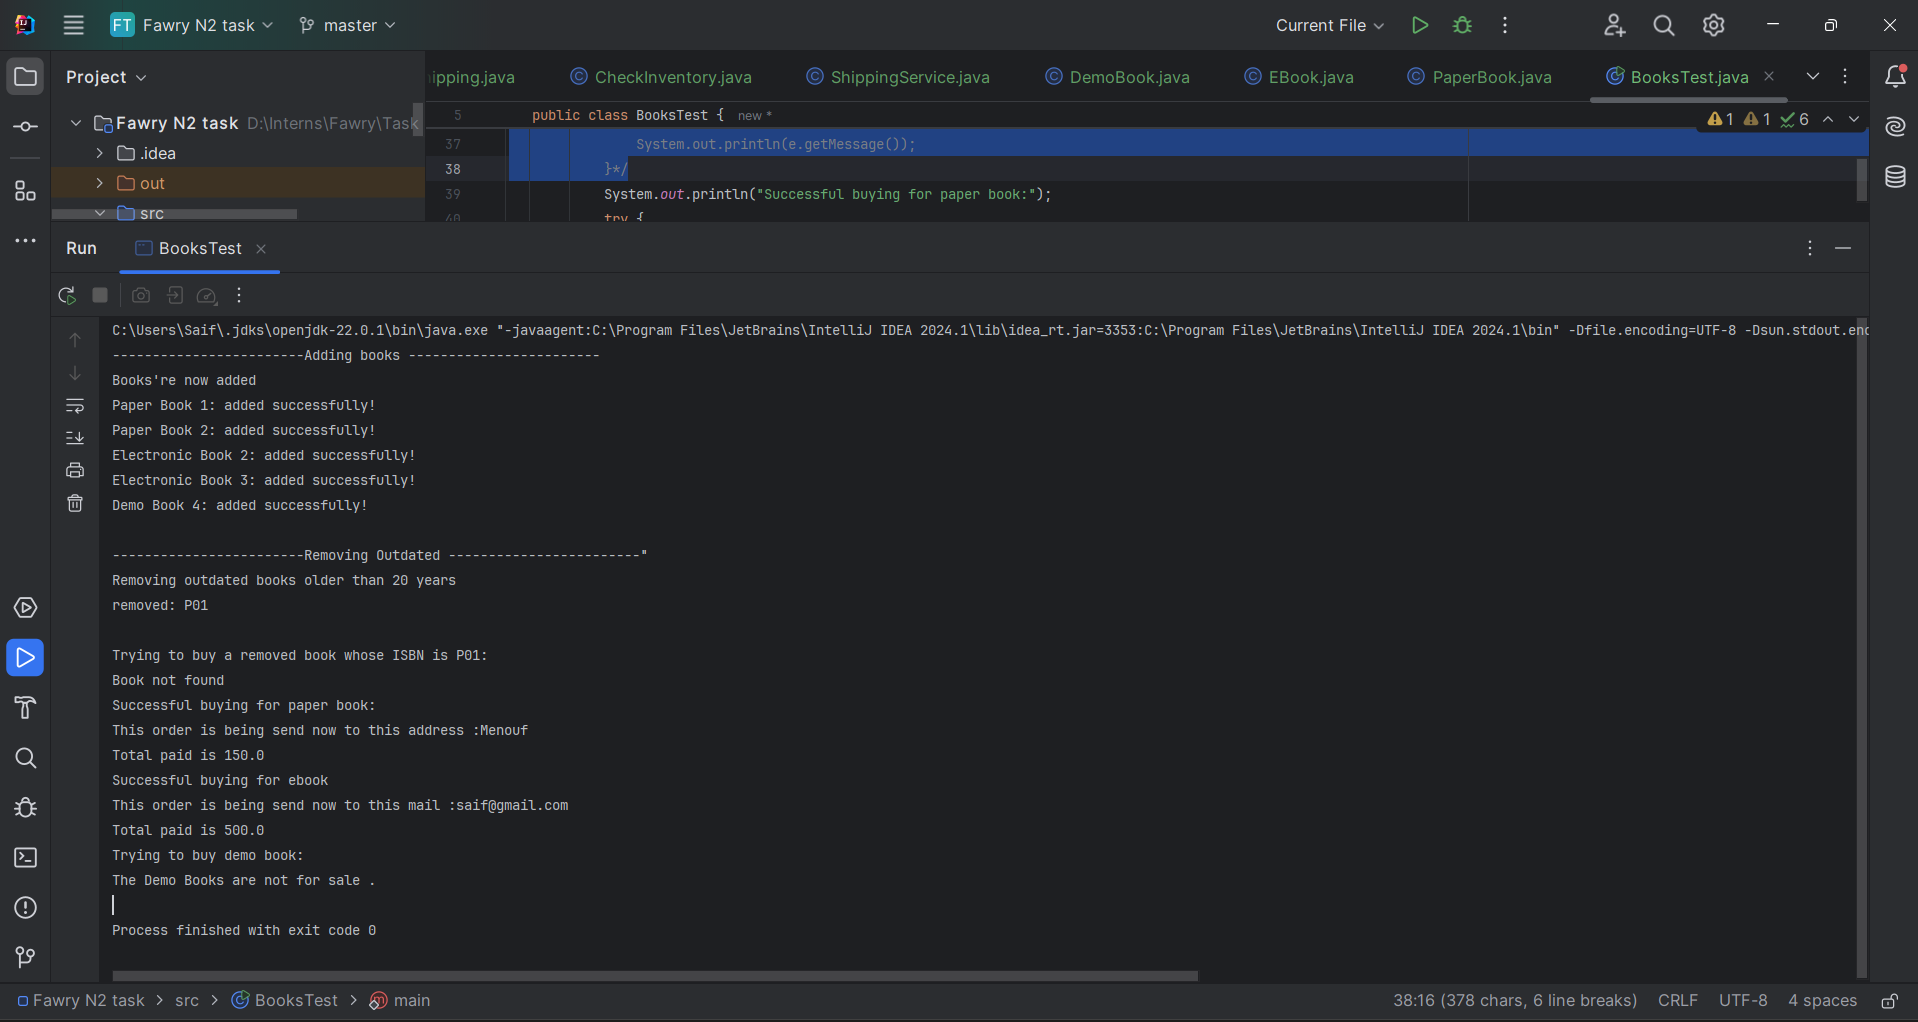 FT Fawry N2 task master Current File
Project
ipping.java CheckInventory.java ShippingService.java DemoBook.java EBook.java PaperBook.java BooksTest.java
Fawry N2 task D:\Interns\Fawry\Task
.idea
out
src
5 public class BooksTest { new *
1 1 6
37 System.out.println(e.getMessage());
38 }*/
39 System.out.println("Successful buying for paper book:");
40 try {
Run BooksTest
C:\Users\Saif\.jdks\openjdk-22.0.1\bin\java.exe "-javaagent:C:\Program Files\JetBrains\IntelliJ IDEA 2024.1\lib\idea_rt.jar=3353:C:\Program Files\JetBrains\IntelliJ IDEA 2024.1\bin" -Dfile.encoding=UTF-8 -Dsun.stdout.enc
------------------------Adding books ------------------------
Books're now added
Paper Book 1: added successfully!
Paper Book 2: added successfully!
Electronic Book 2: added successfully!
Electronic Book 3: added successfully!
Demo Book 4: added successfully!
------------------------Removing Outdated ------------------------"
Removing outdated books older than 20 years
removed: P01
Trying to buy a removed book whose ISBN is P01:
Book not found
Successful buying for paper book:
This order is being send now to this address :Menouf
Total paid is 150.0
Successful buying for ebook
This order is being send now to this mail :saif@gmail.com
Total paid is 500.0
Trying to buy demo book:
The Demo Books are not for sale .
Process finished with exit code 0
Fawry N2 task > src > BooksTest > main
38:16 (378 chars, 6 line breaks) CRLF UTF-8 4 spaces